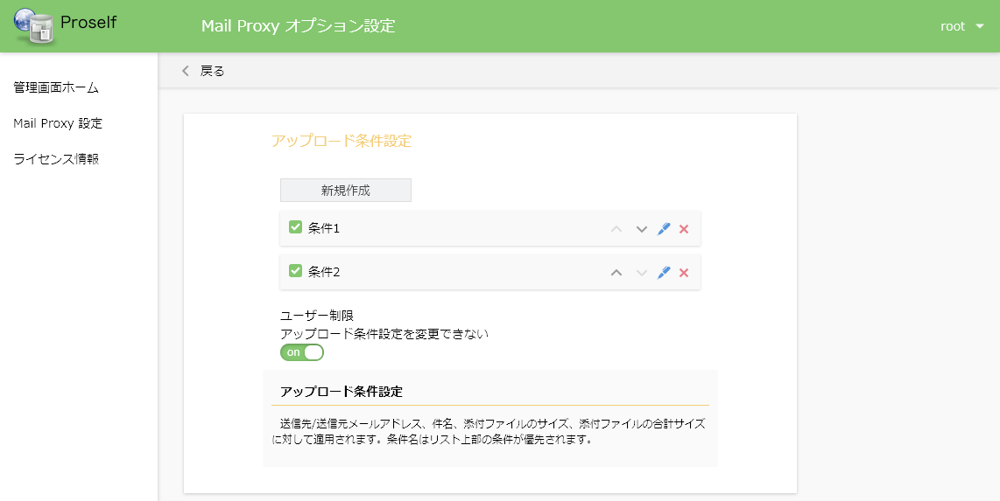 Proself
Mail Proxy オプション設定
root
戻る
管理画面ホーム
Mail Proxy 設定
ライセンス情報
アップロード条件設定
新規作成
条件1
条件2
ユーザー制限
アップロード条件設定を変更できない
on
アップロード条件設定
送信先/送信元メールアドレス、件名、添付ファイルのサイズ、添付ファイルの合計サイズ
に対して適用されます。条件名はリスト上部の条件が優先されます。